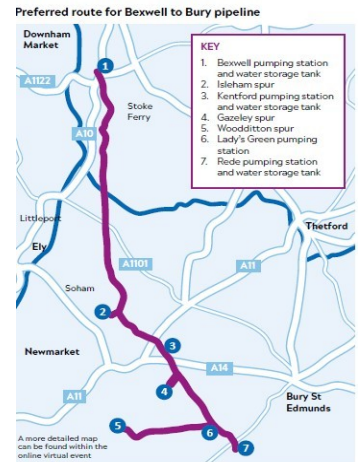 Preferred route for Bexwell to Bury pipeline
Downham
Market
KEY
1. Bexwell pumping station
and water storage tank
2. Isleham spur
3. Kentford pumping station
and water storage tank
4. Gazeley spur
5. Woodditton spur
6. Lady's Green pumping
station
7. Rede pumping station
and water storage tank
1
A1122
Stoke
Ferry
A10
Littleport
Thetford
Ely
A1101
A11
Soham
2
3
Newmarket
A14
4
A11
Bury St
Edmunds
5
6
7
A more detailed map
can be found within the
online virtual event